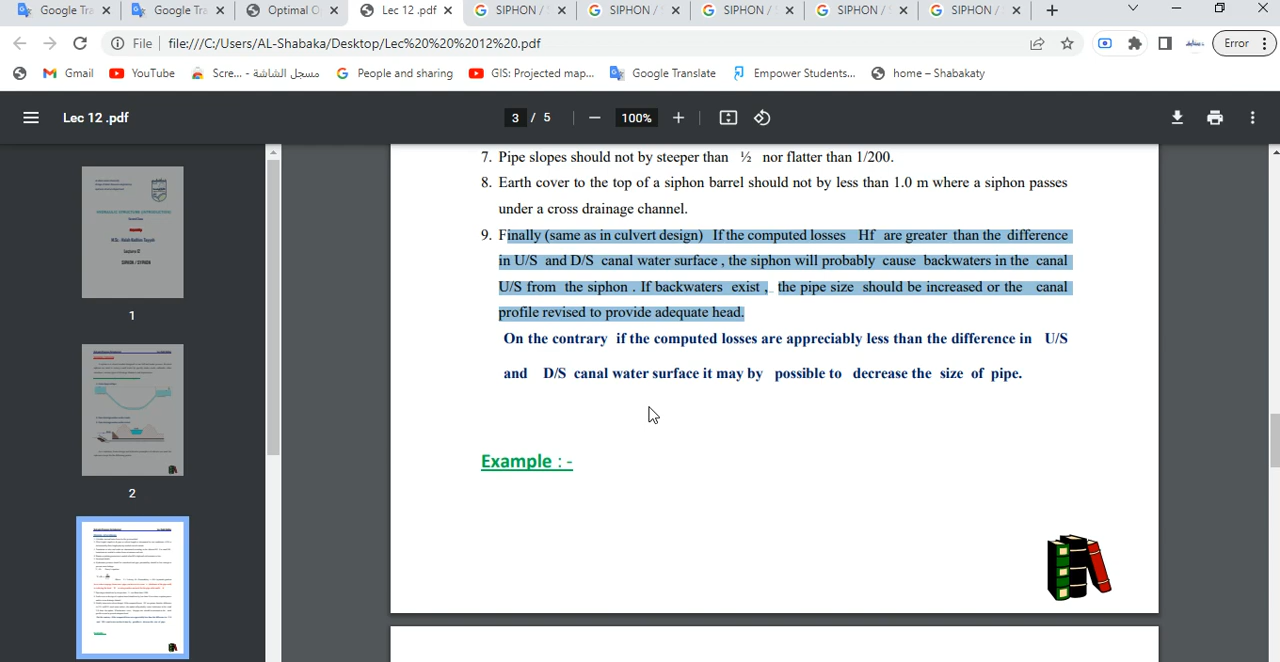 Google Tra
Google Tra
Optimal O
Lec 12 .pdf
SIPHON / S
SIPHON /
SIPHON /
SIPHON /
SIPHON /
File
file:///C:/Users/AL-Shabaka/Desktop/Lec%20%20%2012%20.pdf
Error
Gmail
YouTube
Scre... - مسجل الشاشة
People and sharing
GIS: Projected map...
Google Translate
Empower Students...
home – Shabakaty
Lec 12 .pdf
3 / 5
100%
7. Pipe slopes should not by steeper than ½ nor flatter than 1/200.
8. Earth cover to the top of a siphon barrel should not by less than 1.0 m where a siphon passes
under a cross drainage channel.
9. Finally (same as in culvert design) If the computed losses Hf are greater than the difference
in U/S and D/S canal water surface , the siphon will probably cause backwaters in the canal
U/S from the siphon . If backwaters exist , the pipe size should be increased or the canal
profile revised to provide adequate head.
On the contrary if the computed losses are appreciably less than the difference in U/S
and D/S canal water surface it may by possible to decrease the size of pipe.
Example : -
1
2